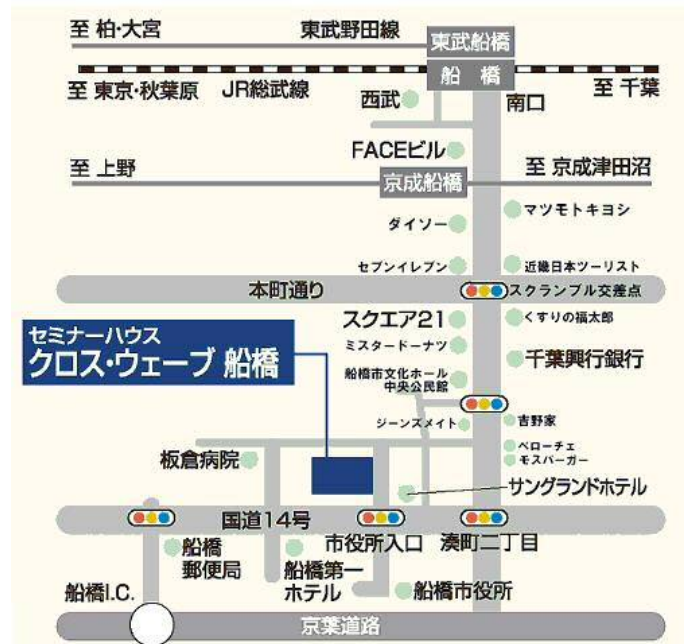 至 柏・大宮
東武野田線
東武船橋
船 橋
至 東京・秋葉原
JR総武線
西武
南口
至 千葉
FACEビル
至 上野
京成船橋
至 京成津田沼
マツモトキヨシ
ダイソー
セブンイレブン
近畿日本ツーリスト
本町通り
スクランブル交差点
セミナーハウス
クロス・ウェーブ 船橋
スクエア21
くすりの福太郎
ミスタードーナツ
千葉興行銀行
船橋市文化ホール
中央公民館
ジーンズメイト
吉野家
板倉病院
ベローチェ
モスバーガー
サングランドホテル
国道14号
市役所入口
湊町二丁目
船橋
郵便局
船橋第一
ホテル
船橋I.C.
船橋市役所
京葉道路